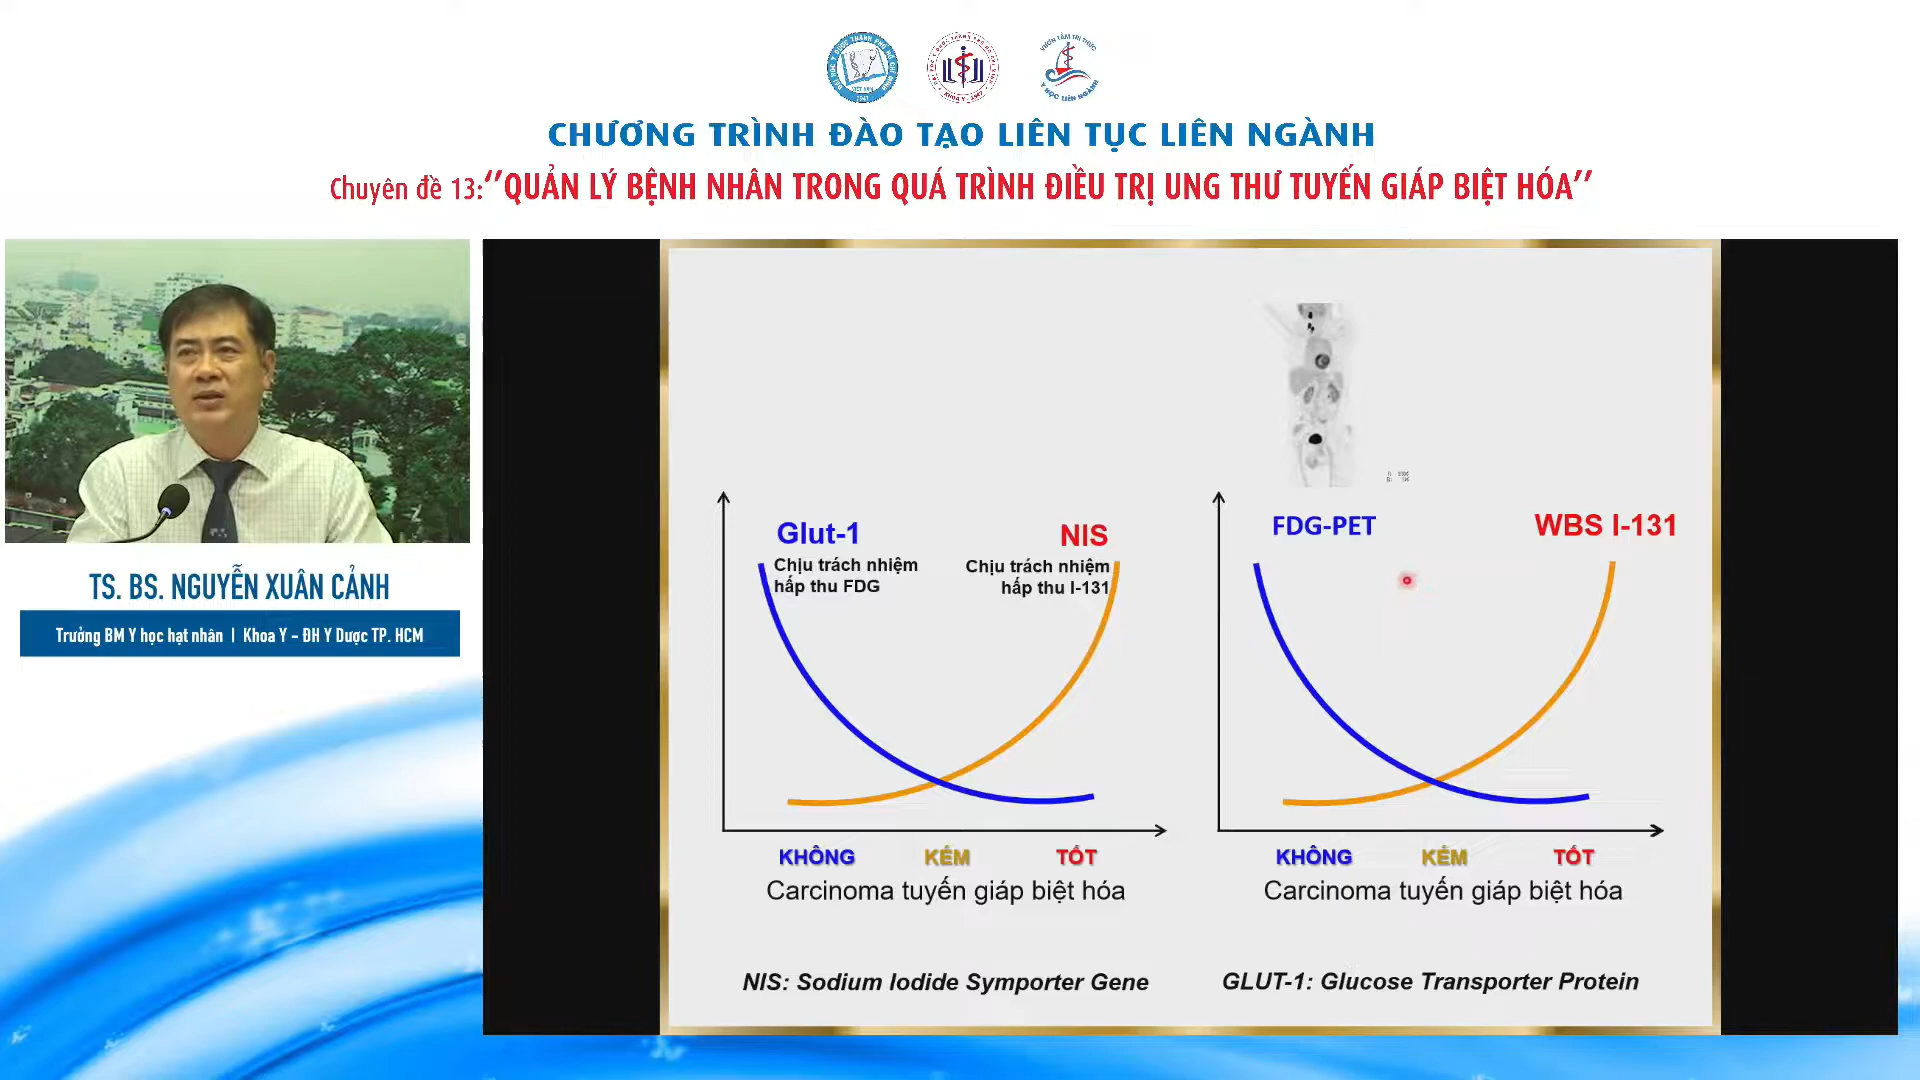 CHƯƠNG TRÌNH ĐÀO TẠO LIÊN TỤC LIÊN NGÀNH
Chuyên đề 13:‘‘QUẢN LÝ BỆNH NHÂN TRONG QUÁ TRÌNH ĐIỀU TRỊ UNG THƯ TUYẾN GIÁP BIỆT HÓA’’
TS. BS. NGUYỄN XUÂN CẢNH
Trưởng BM Y học hạt nhân | Khoa Y – ĐH Y Dược TP. HCM
Glut-1
Chịu trách nhiệm
hấp thu FDG
NIS
Chịu trách nhiệm
hấp thu I-131
KHÔNG KÉM TỐT
Carcinoma tuyến giáp biệt hóa
NIS: Sodium Iodide Symporter Gene
FDG-PET
WBS I-131
KHÔNG KÉM TỐT
Carcinoma tuyến giáp biệt hóa
GLUT-1: Glucose Transporter Protein